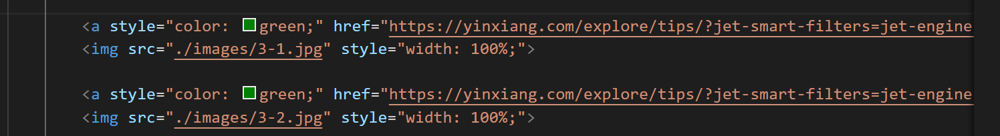 <a style="color: green;" href="https://yinxiang.com/explore/tips/?jet-smart-filters=jet-engine
<img src="./images/3-1.jpg" style="width: 100%;">
<a style="color: green;" href="https://yinxiang.com/explore/tips/?jet-smart-filters=jet-engine
<img src="./images/3-2.jpg" style="width: 100%;">